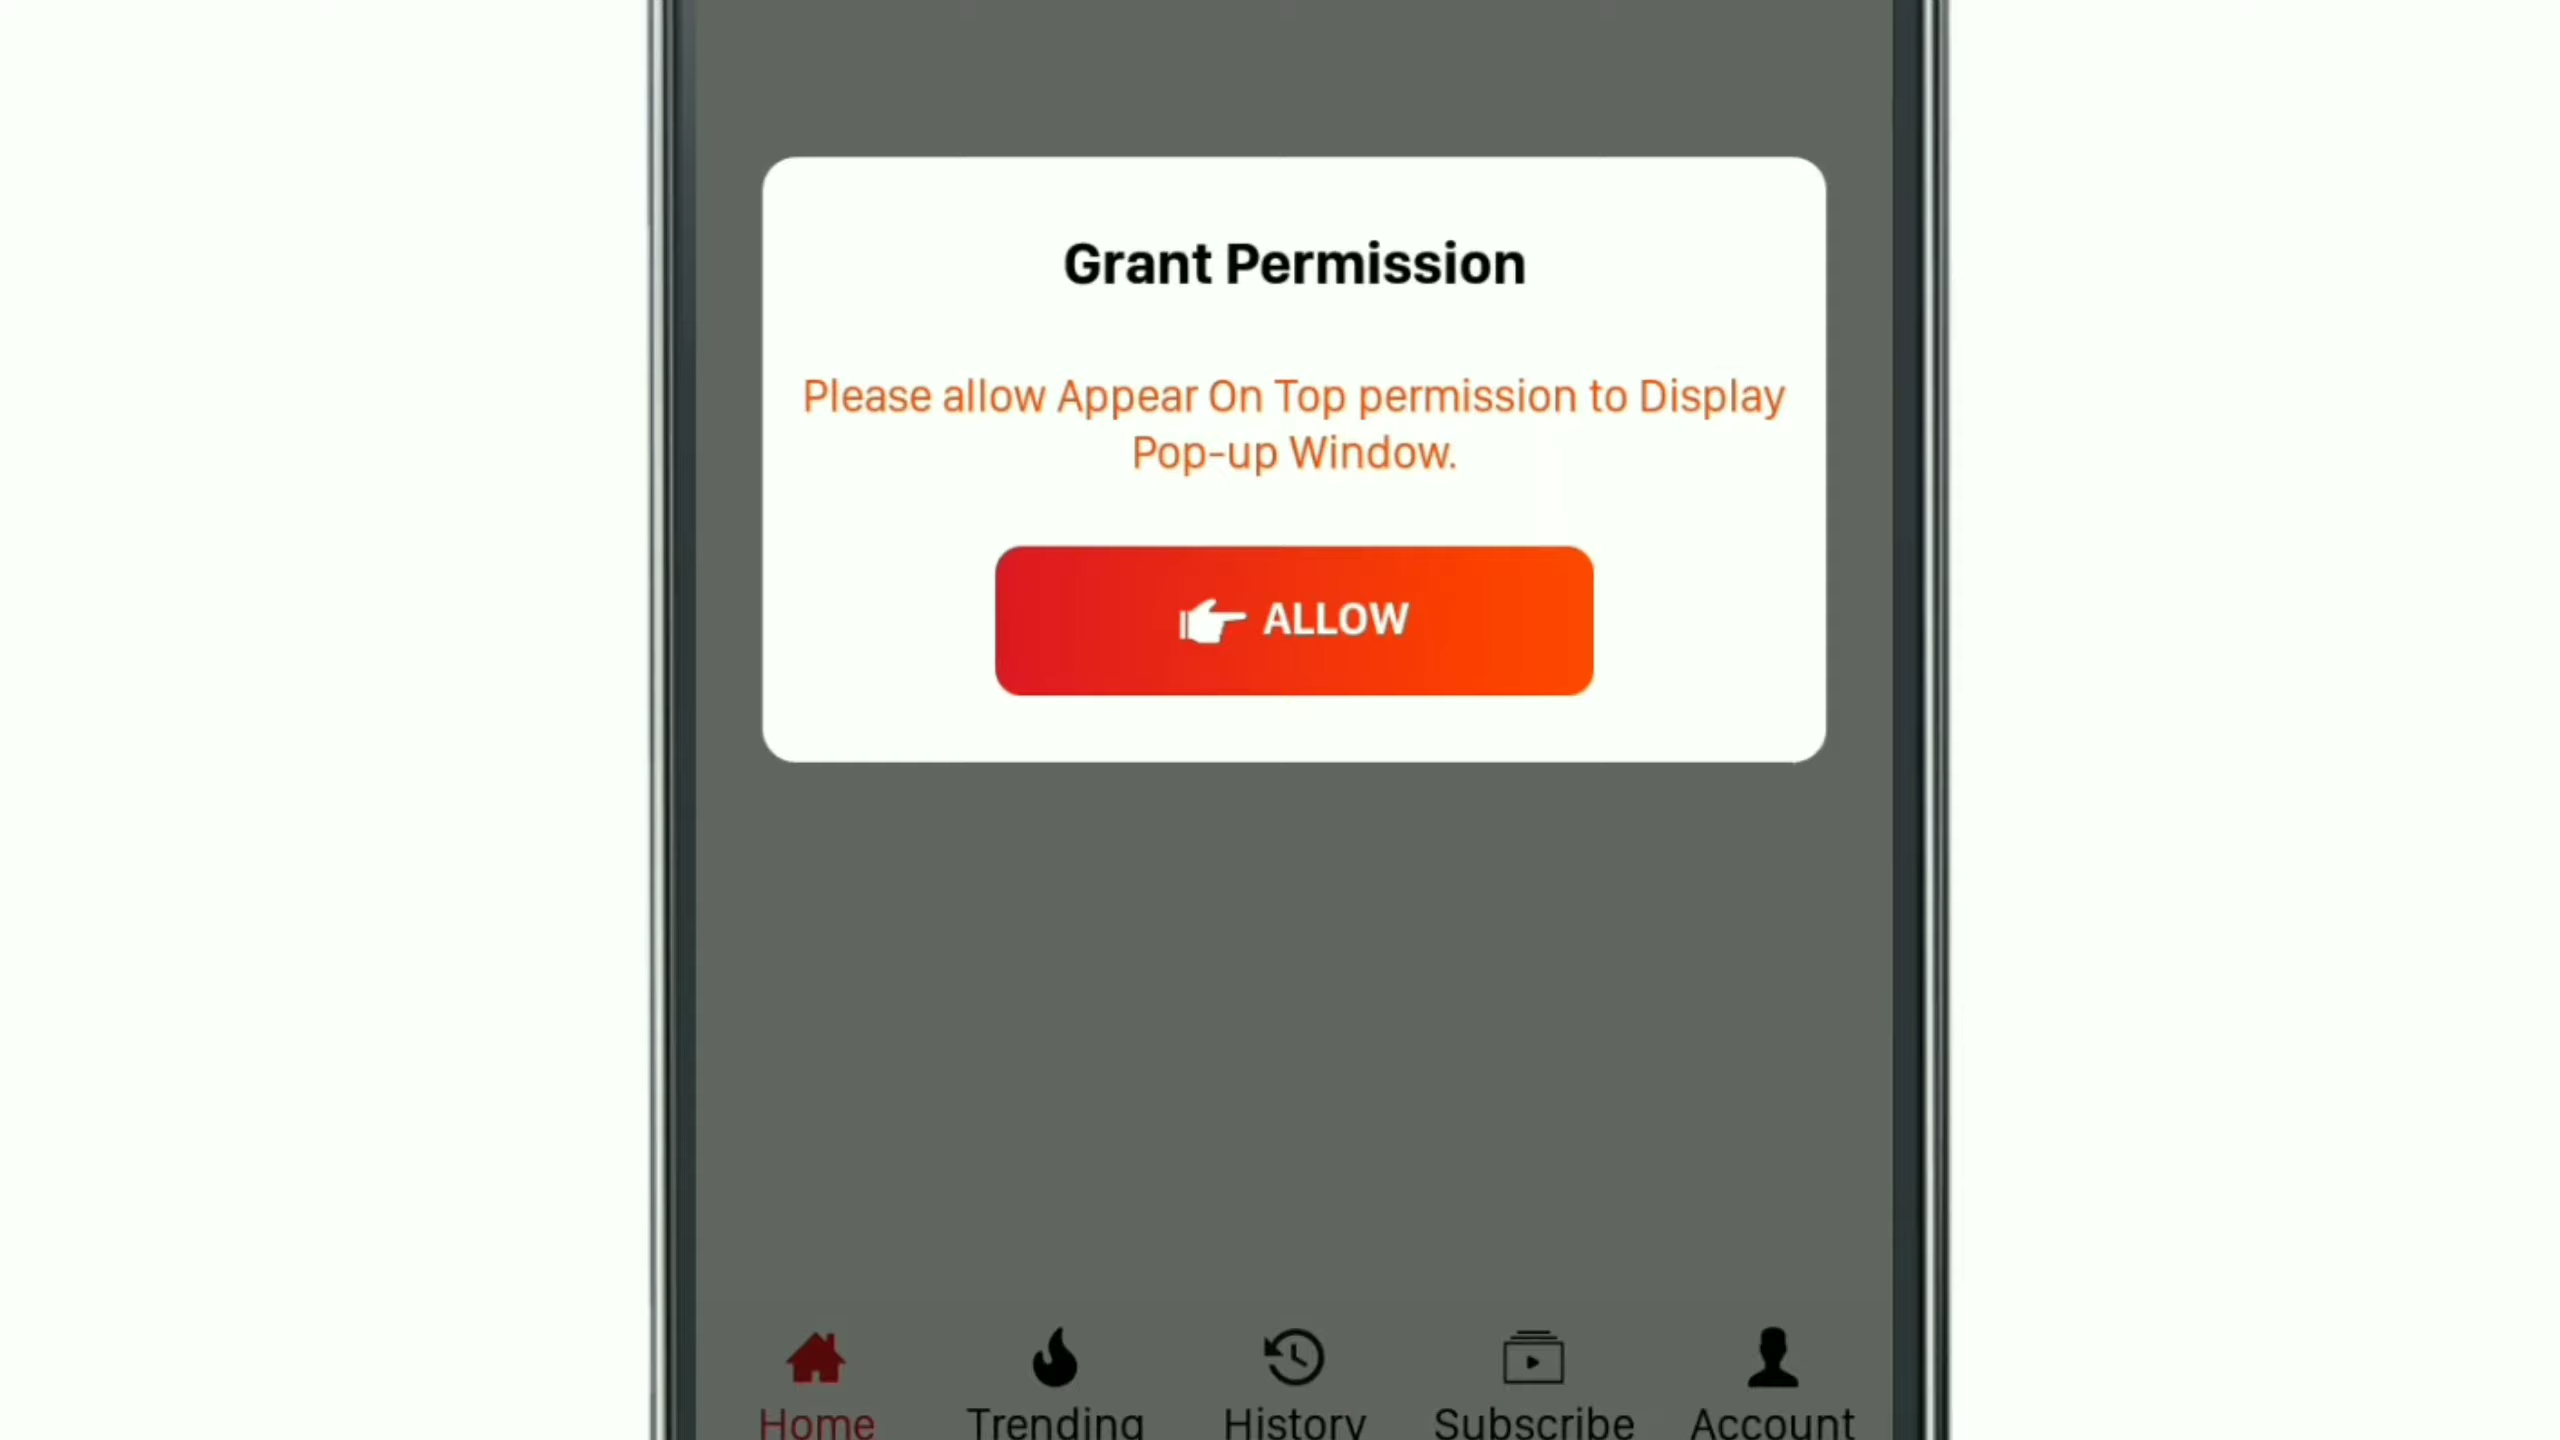 Grant Permission
Please allow Appear On Top permission to Display
Pop-up Window.
ALLOW
Home Trending History Subscribe Account